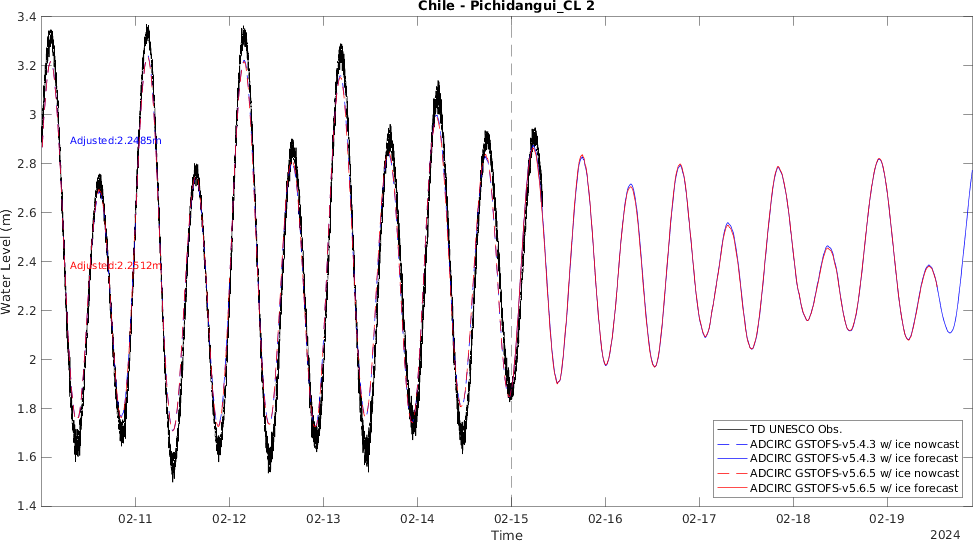 Chile - Pichidangui_CL 2
3.4
3.2
3
2.8
2.6
2.4
2.2
2
1.8
1.6
1.4
Water Level (m)
Adjusted:2.2485m
Adjusted:2.2512m
TD UNESCO Obs.
ADCIRC GSTOFS-v5.4.3 w/ ice nowcast
ADCIRC GSTOFS-v5.4.3 w/ ice forecast
ADCIRC GSTOFS-v5.6.5 w/ ice nowcast
ADCIRC GSTOFS-v5.6.5 w/ ice forecast
02-11 02-12 02-13 02-14 02-15 02-16 02-17 02-18 02-19
Time
2024